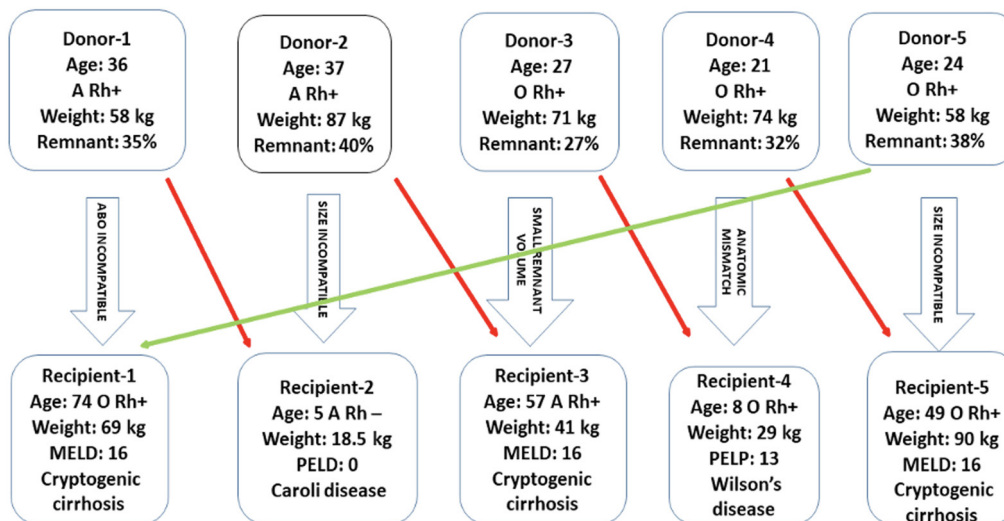 Donor-1
Age: 36
A Rh+
Weight: 58 kg
Remnant: 35%
Donor-2
Age: 37
A Rh+
Weight: 87 kg
Remnant: 40%
Donor-3
Age: 27
O Rh+
Weight: 71 kg
Remnant: 27%
Donor-4
Age: 21
O Rh+
Weight: 74 kg
Remnant: 32%
Donor-5
Age: 24
O Rh+
Weight: 58 kg
Remnant: 38%
ABO INCOMPATIBLE
SIZE INCOMPATIBLE
SMALL REMNANT
VOLUME
ANATOMIC
MISMATCH
SIZE INCOMPATIBLE
Recipient-1
Age: 74 O Rh+
Weight: 69 kg
MELD: 16
Cryptogenic
cirrhosis
Recipient-2
Age: 5 A Rh –
Weight: 18.5 kg
PELD: 0
Caroli disease
Recipient-3
Age: 57 A Rh+
Weight: 41 kg
MELD: 16
Cryptogenic
cirrhosis
Recipient-4
Age: 8 O Rh+
Weight: 29 kg
PELP: 13
Wilson's
disease
Recipient-5
Age: 49 O Rh+
Weight: 90 kg
MELD: 16
Cryptogenic
cirrhosis